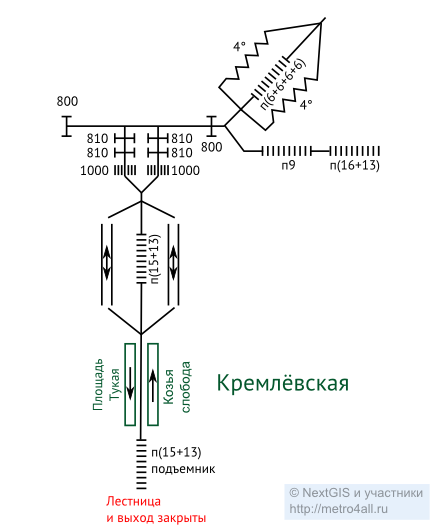 4°
п(6+6+6+6)
4°
800
810 810
810 810
800
1000 1000
п9 п(16+13)
п(15+13)
Площадь
Тукая
Козья
слобода
Кремлёвская
п(15+13)
подъемник
Лестница
и выход закрыты
© NextGIS и участники
http://metro4all.ru